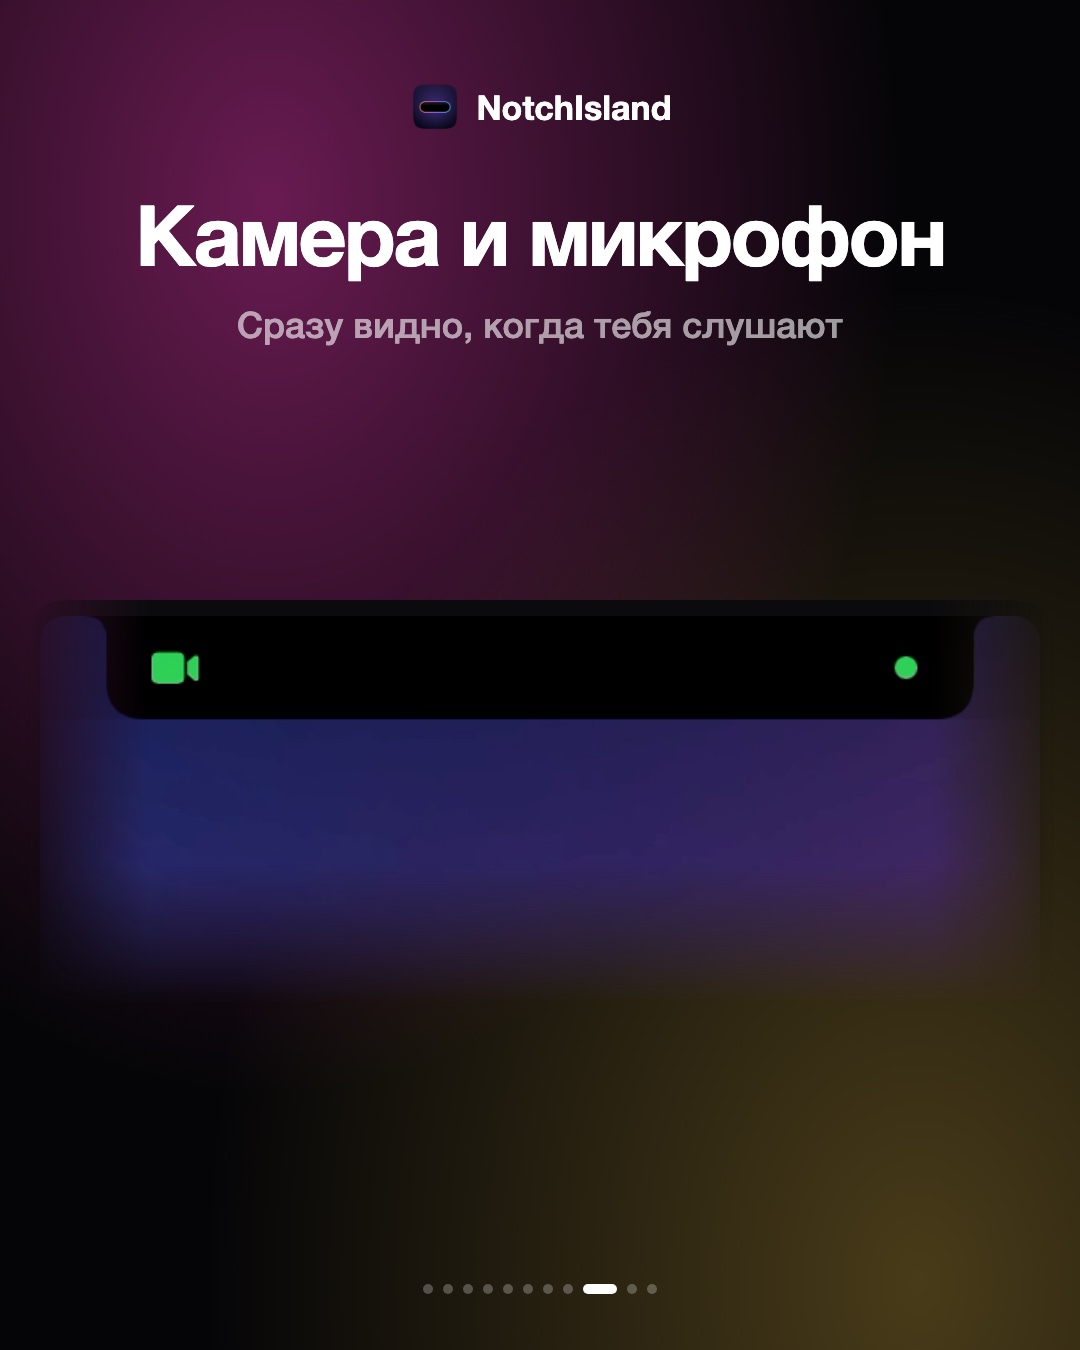 NotchIsland
Камера и микрофон
Сразу видно, когда тебя слушают